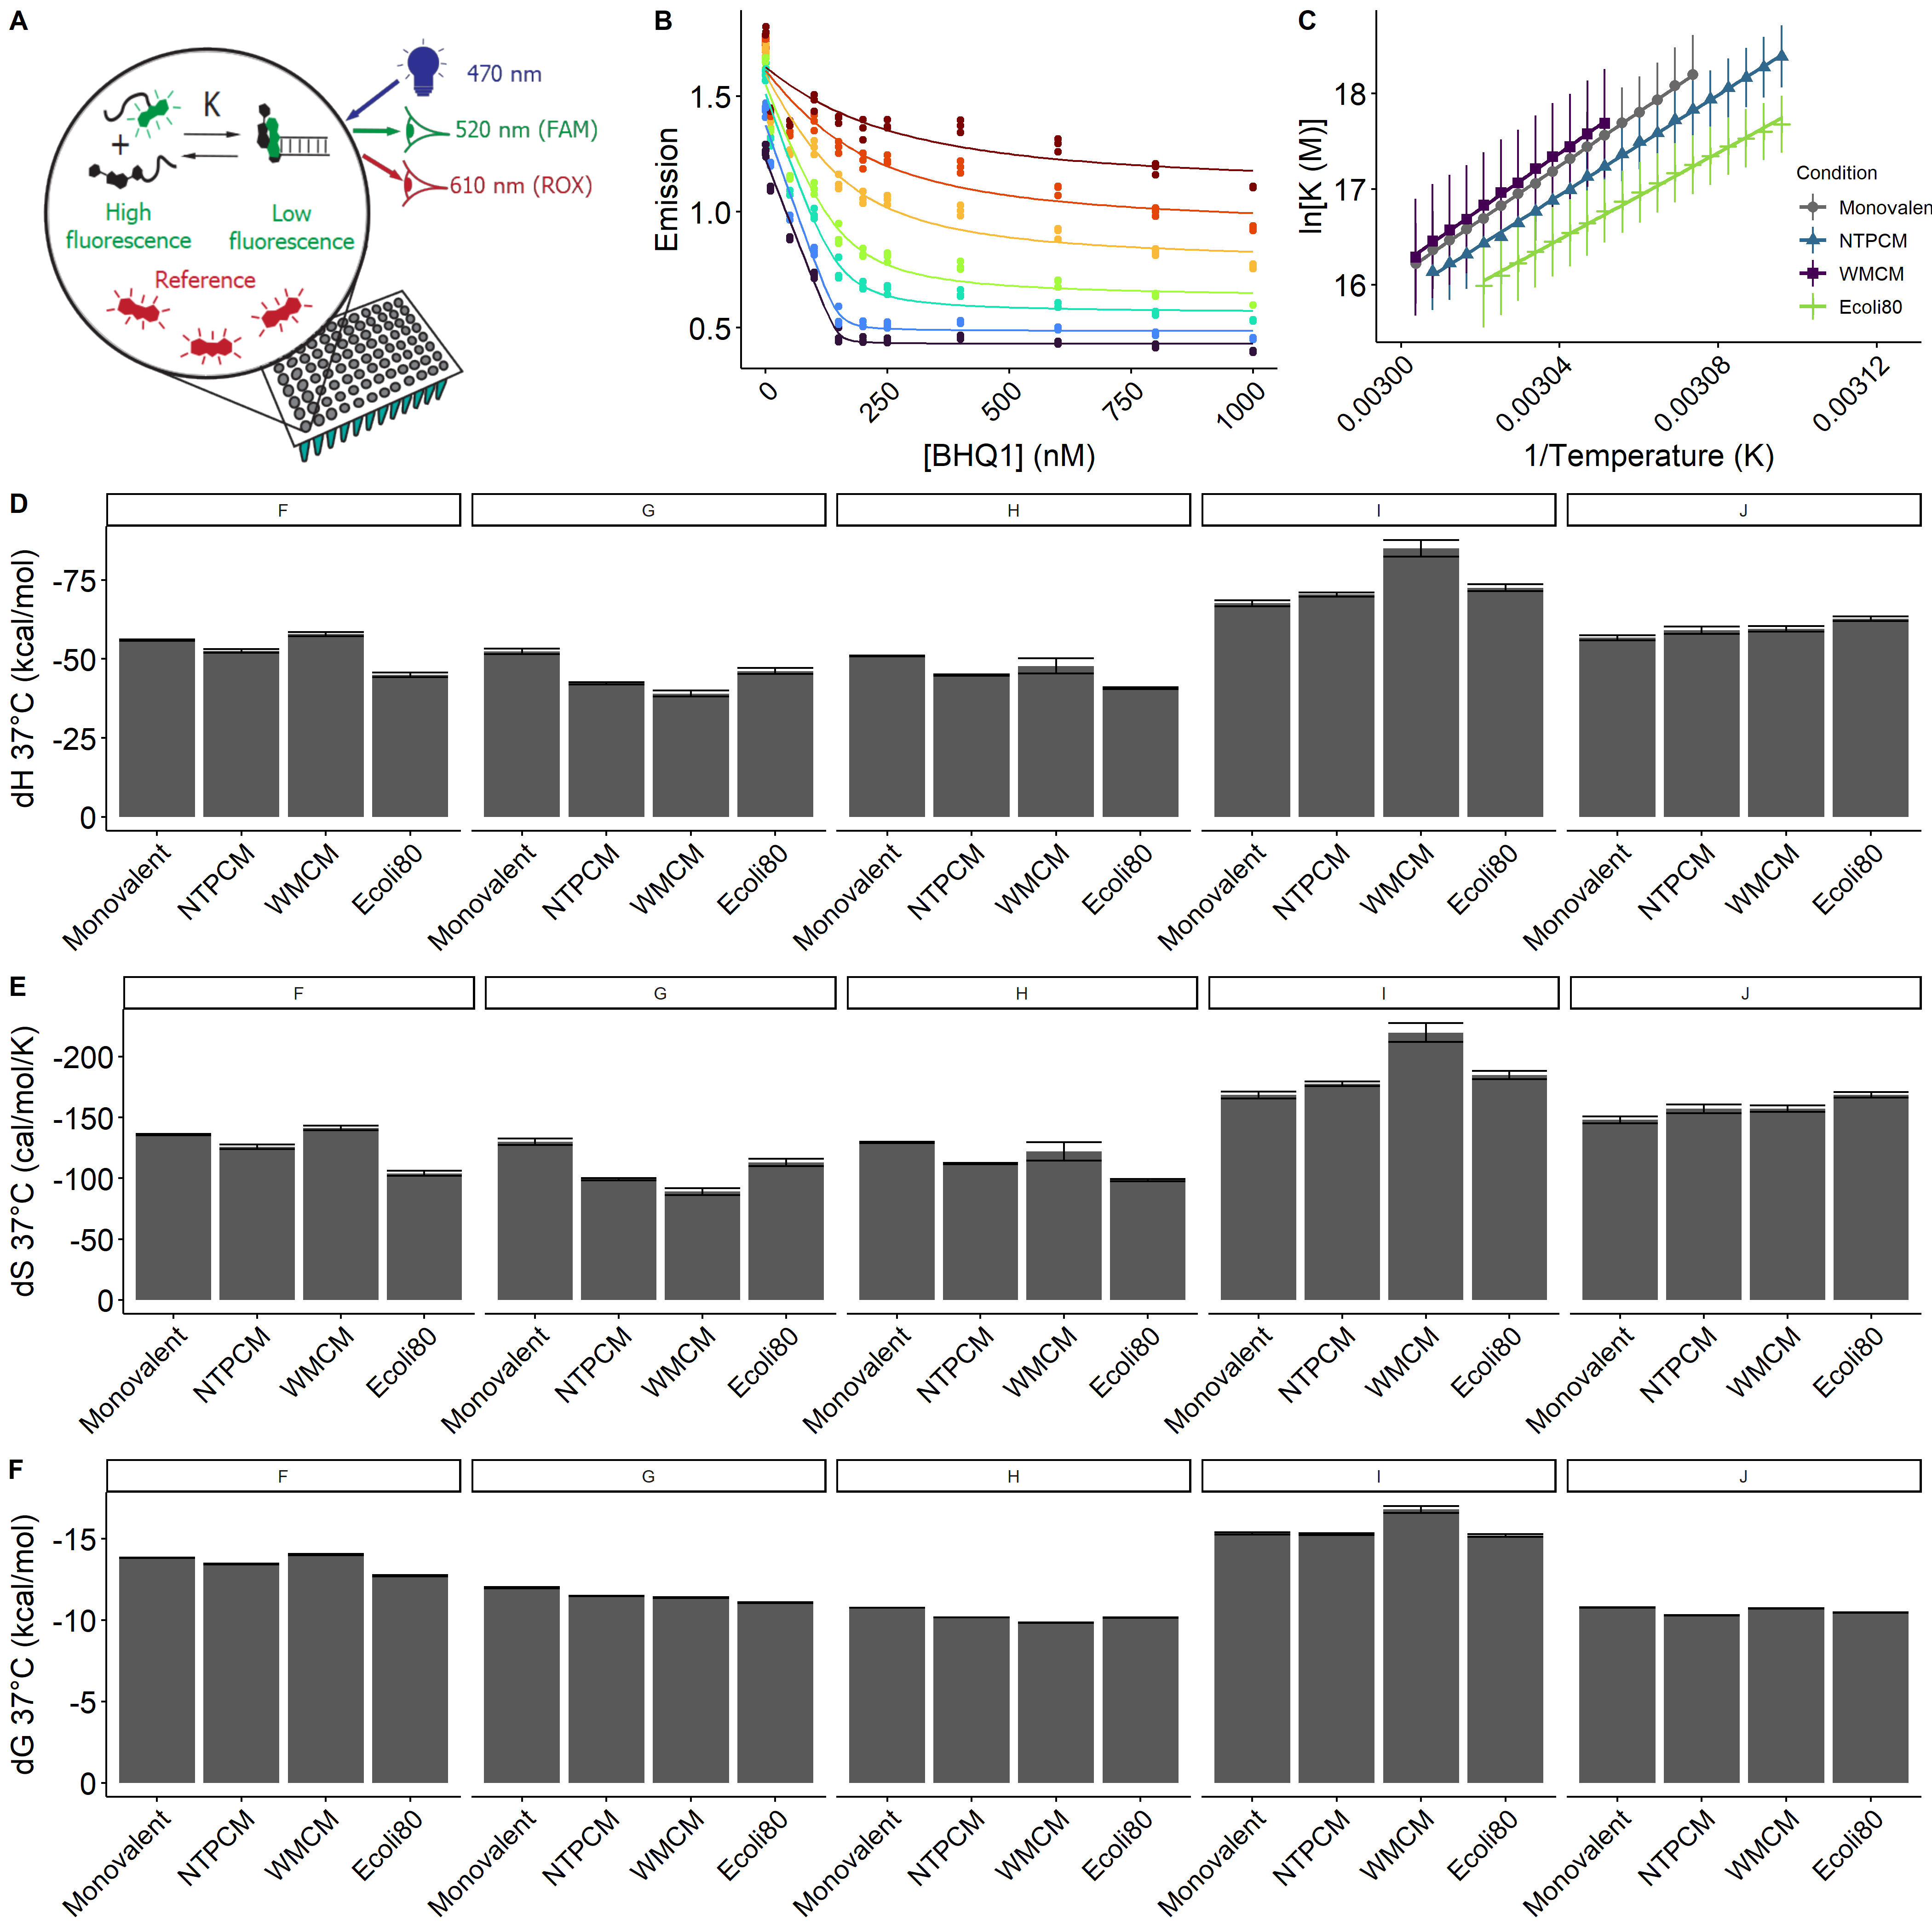 A
470 nm
520 nm (FAM)
610 nm (ROX)
K
+
High
fluorescence
Low
fluorescence
Reference
B
Emission
1.5
1.0
0.5
0
250
500
750
1000
[BHQ1] (nM)
C
ln[K (M)]
18
17
16
0.00300
0.00304
0.00308
0.00312
1/Temperature (K)
Condition
Monovalen
NTPCM
WMCM
Ecoli80
D
F
G
H
I
J
dH 37°C (kcal/mol)
-75
-50
-25
0
Monovalent
NTPCM
WMCM
Ecoli80
Monovalent
NTPCM
WMCM
Ecoli80
Monovalent
NTPCM
WMCM
Ecoli80
Monovalent
NTPCM
WMCM
Ecoli80
Monovalent
NTPCM
WMCM
Ecoli80
E
F
G
H
I
J
dS 37°C (cal/mol/K)
-200
-150
-100
-50
0
Monovalent
NTPCM
WMCM
Ecoli80
Monovalent
NTPCM
WMCM
Ecoli80
Monovalent
NTPCM
WMCM
Ecoli80
Monovalent
NTPCM
WMCM
Ecoli80
Monovalent
NTPCM
WMCM
Ecoli80
F
F
G
H
I
J
dG 37°C (kcal/mol)
-15
-10
-5
0
Monovalent
NTPCM
WMCM
Ecoli80
Monovalent
NTPCM
WMCM
Ecoli80
Monovalent
NTPCM
WMCM
Ecoli80
Monovalent
NTPCM
WMCM
Ecoli80
Monovalent
NTPCM
WMCM
Ecoli80